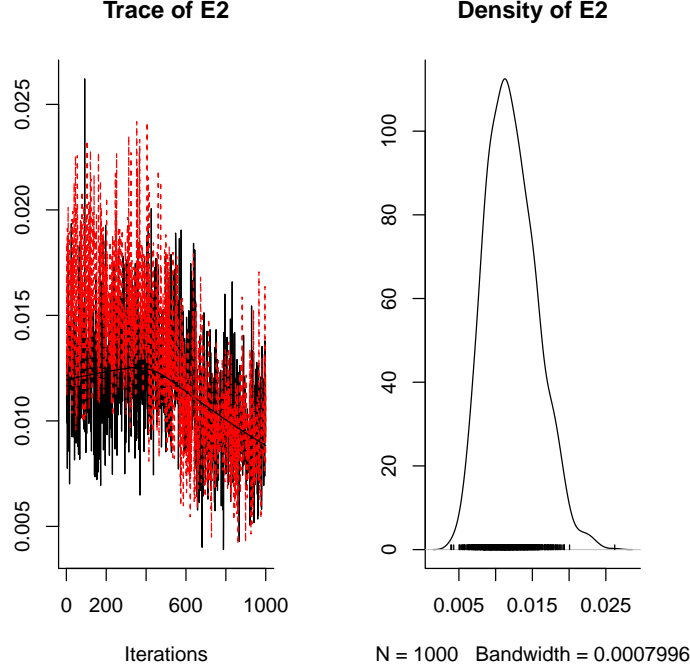 Trace of E2
0.025
0.020
0.015
0.010
0.005
0 200 600 1000
Iterations
Density of E2
100
80
60
40
20
0
0.005 0.015 0.025
N = 1000 Bandwidth = 0.0007996